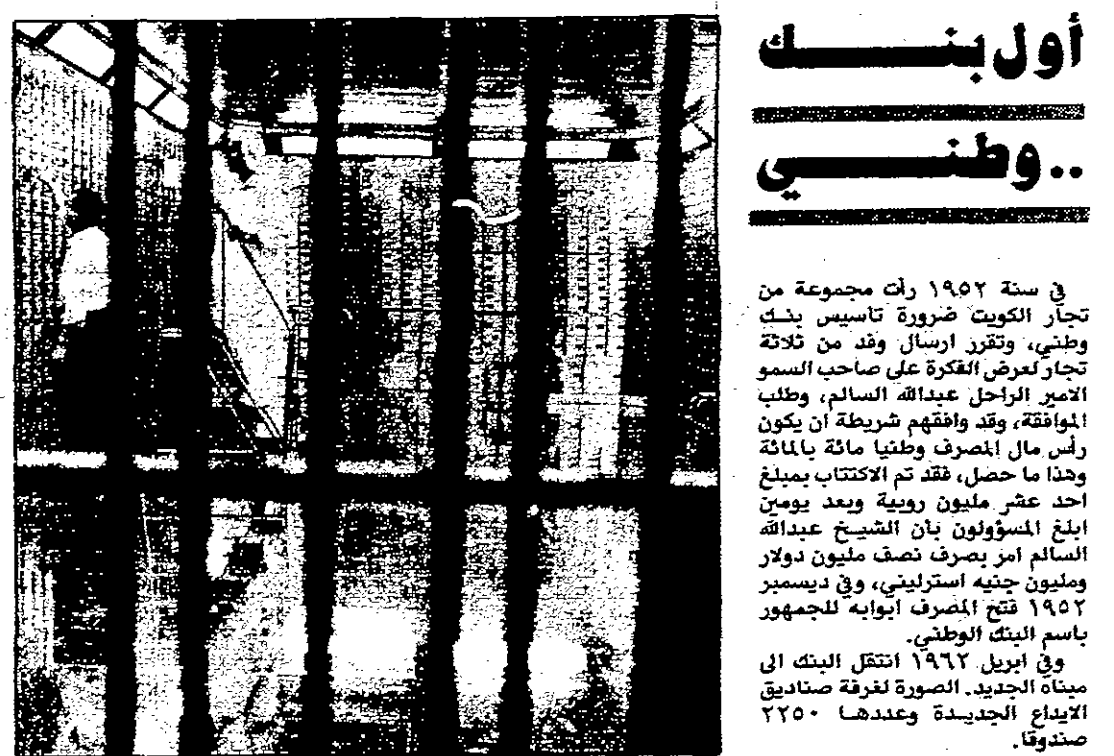 أول بنك
.. وطني
في سنة ١٩٥٢ رأت مجموعة من
تجار الكويت ضرورة تأسيس بنك
وطني، وتقرر ارسال وفد من ثلاثة
تجار لعرض الفكرة على صاحب السمو
الامير الراحل عبدالله السالم، وطلب
الموافقة، وقد وافقهم شريطة ان يكون
رأس مال المصرف وطنيا مائة بالمائة
وهذا ما حصل، فقد تم الاكتتاب بمبلغ
احد عشر مليون روبية وبعد يومين
ابلغ المسؤولون بأن الشيخ عبدالله
السالم امر بصرف نصف مليون دولار
ومليون جنيه استرليني، وفي ديسمبر
١٩٥٢ فتح المصرف ابوابه للجمهور
باسم البنك الوطني.
وفي ابريل ١٩٦٢ انتقل البنك الى
مبناه الجديد. الصورة لغرفة صناديق
الايداع الجديدة وعددها ٢٢٥٠
صندوقا.